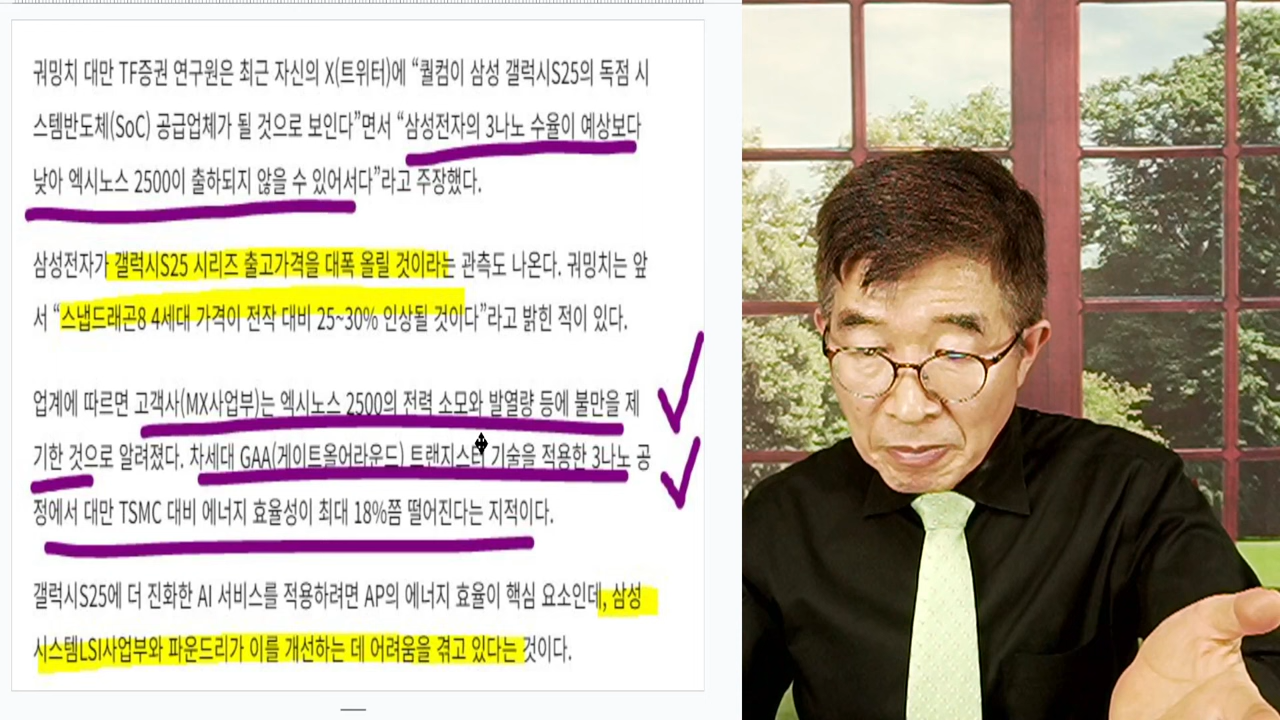 궈밍치 대만 TF증권 연구원은 최근 자신의 X(트위터)에 “퀄컴이 삼성 갤럭시S25의 독점 시
스템반도체(SoC) 공급업체가 될 것으로 보인다”면서 “삼성전자의 3나노 수율이 예상보다
낮아 엑시노스 2500이 출하되지 않을 수 있어서다”라고 주장했다.
삼성전자가 갤럭시S25 시리즈 출고가격을 대폭 올릴 것이라는 관측도 나온다. 궈밍치는 앞
서 “스냅드래곤8 4세대 가격이 전작 대비 25~30% 인상될 것이다”라고 밝힌 적이 있다.
업계에 따르면 고객사(MX사업부)는 엑시노스 2500의 전력 소모와 발열량 등에 불만을 제
기한 것으로 알려졌다. 차세대 GAA(게이트올어라운드) 트랜지스터 기술을 적용한 3나노 공
정에서 대만 TSMC 대비 에너지 효율성이 최대 18%쯤 떨어진다는 지적이다.
갤럭시S25에 더 진화한 AI 서비스를 적용하려면 AP의 에너지 효율이 핵심 요소인데, 삼성
시스템LSI사업부와 파운드리가 이를 개선하는 데 어려움을 겪고 있다는 것이다.